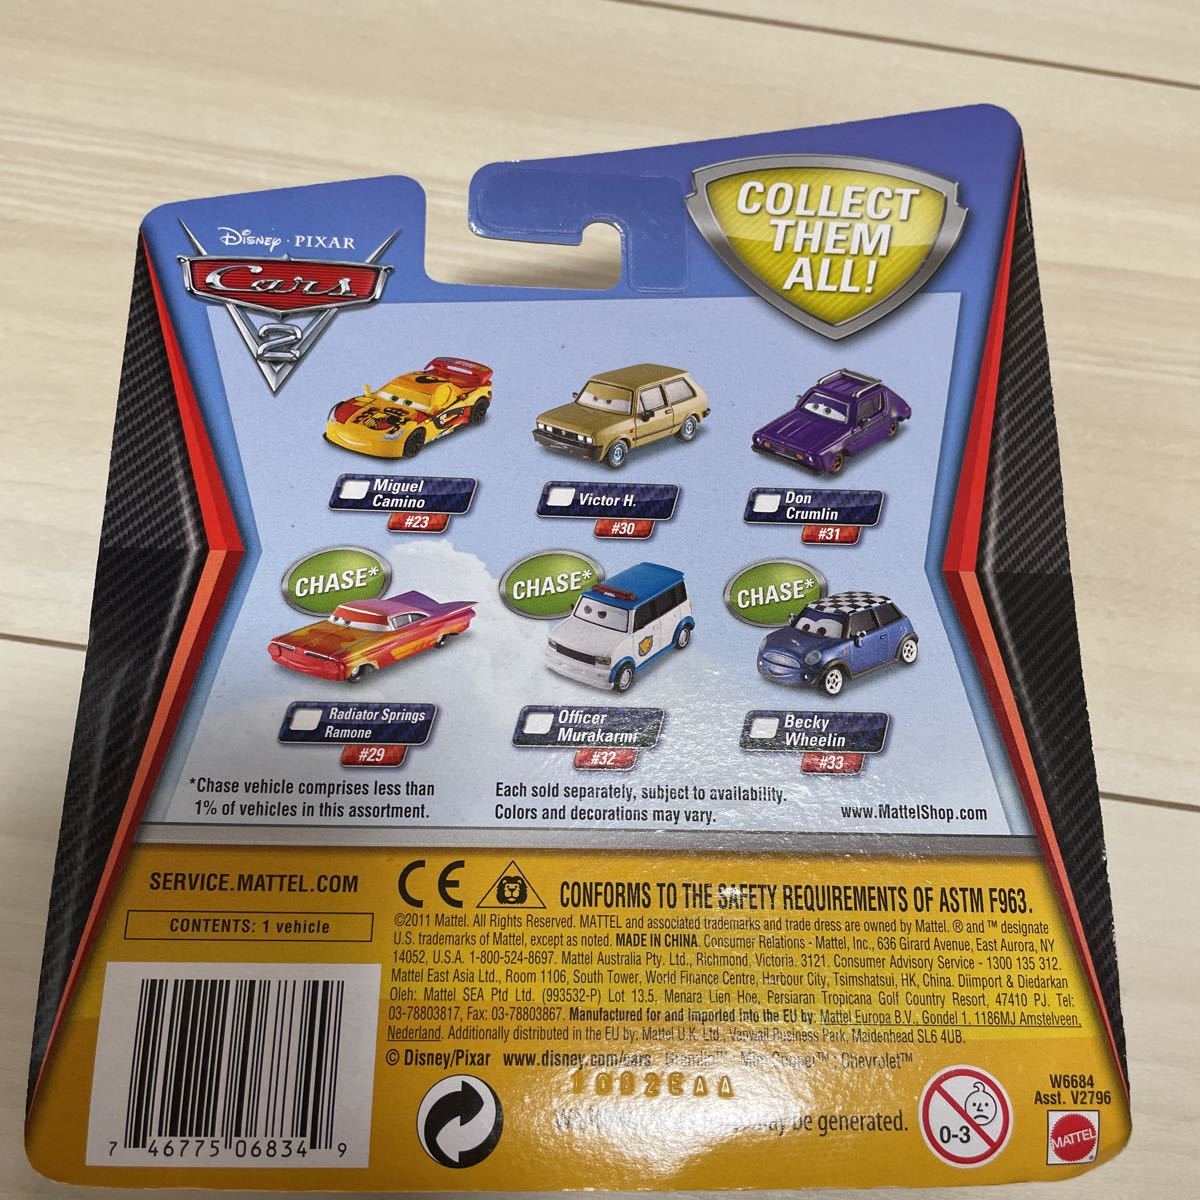 Disney · PIXAR
Cars
2
COLLECT
THEM
ALL!
Miguel
Camino
#23
Victor H.
#30
Don
Crumlin
#31
CHASE*
CHASE*
CHASE*
Radiator Springs
Ramone
#29
Officer
Murakarmi
#32
Becky
Wheelin
#33
*Chase vehicle comprises less than
1% of vehicles in this assortment.
Each sold separately, subject to availability.
Colors and decorations may vary.
www.MattelShop.com
SERVICE.MATTEL.COM
CONTENTS: 1 vehicle
CE
CONFORMS TO THE SAFETY REQUIREMENTS OF ASTM F963.
©2011 Mattel. All Rights Reserved. MATTEL and associated trademarks and trade dress are owned by Mattel. ® and ™ designate
U.S. trademarks of Mattel, except as noted. MADE IN CHINA. Consumer Relations - Mattel, Inc., 636 Girard Avenue, East Aurora, NY
14052, U.S.A. 1-800-524-8697. Mattel Australia Pty. Ltd., Richmond, Victoria. 3121. Consumer Advisory Service - 1300 135 312.
Mattel East Asia Ltd., Room 1106, South Tower, World Finance Centre, Harbour City, Tsimshatsui, HK, China. Diimport & Diedarkan
Oleh: Mattel SEA Ptd Ltd. (993532-P) Lot 13.5, Menara Lien Hoe, Persiaran Tropicana Golf Country Resort, 47410 PJ. Tel:
03-78803817, Fax: 03-78803867. Manufactured for and imported into the EU by: Mattel Europa B.V., Gondel 1, 1186MJ Amstelveen,
Nederland. Additionally distributed in the EU by: Mattel U.K. Ltd., Vanwall Business Park, Maidenhead SL6 4UB.
© Disney/Pixar www.disney.com/cars Mini Cooper™; Chevrolet™
may be generated.
0-3
W6684
Asst. V2796
MATTEL
7 46775 06834 9